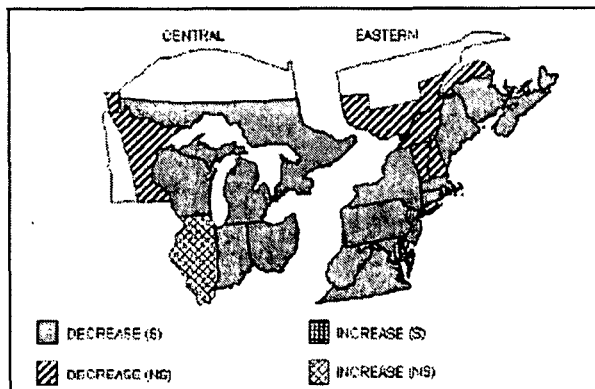 CENTRAL EASTERN
DECREASE (S) INCREASE (S)
DECREASE (NS) INCREASE (NS)